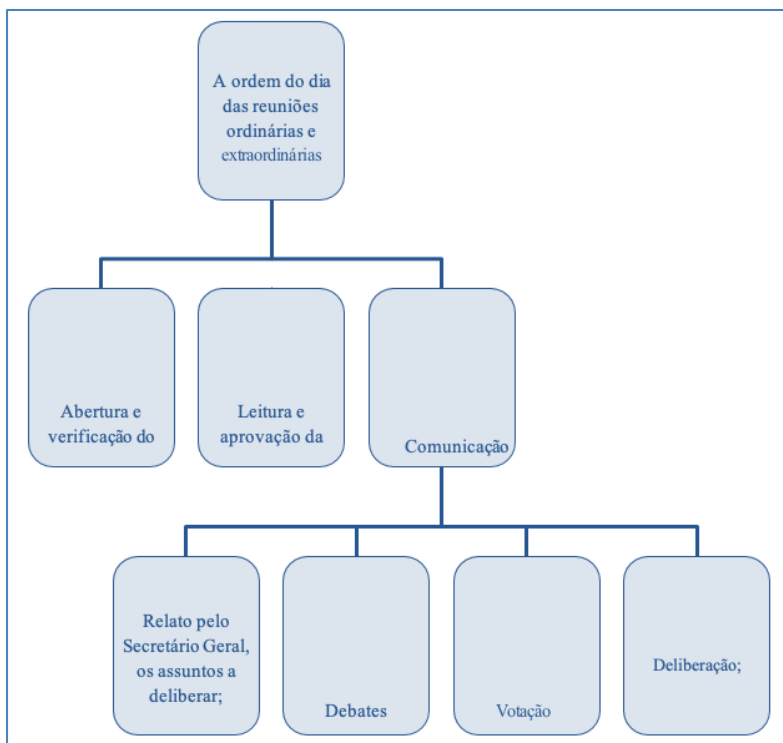 A ordem do dia
das reuniões
ordinárias e
extraordinárias
Abertura e
verificação do
Leitura e
aprovação da
Comunicação
Relato pelo
Secretário Geral,
os assuntos a
deliberar;
Debates
Votação
Deliberação;